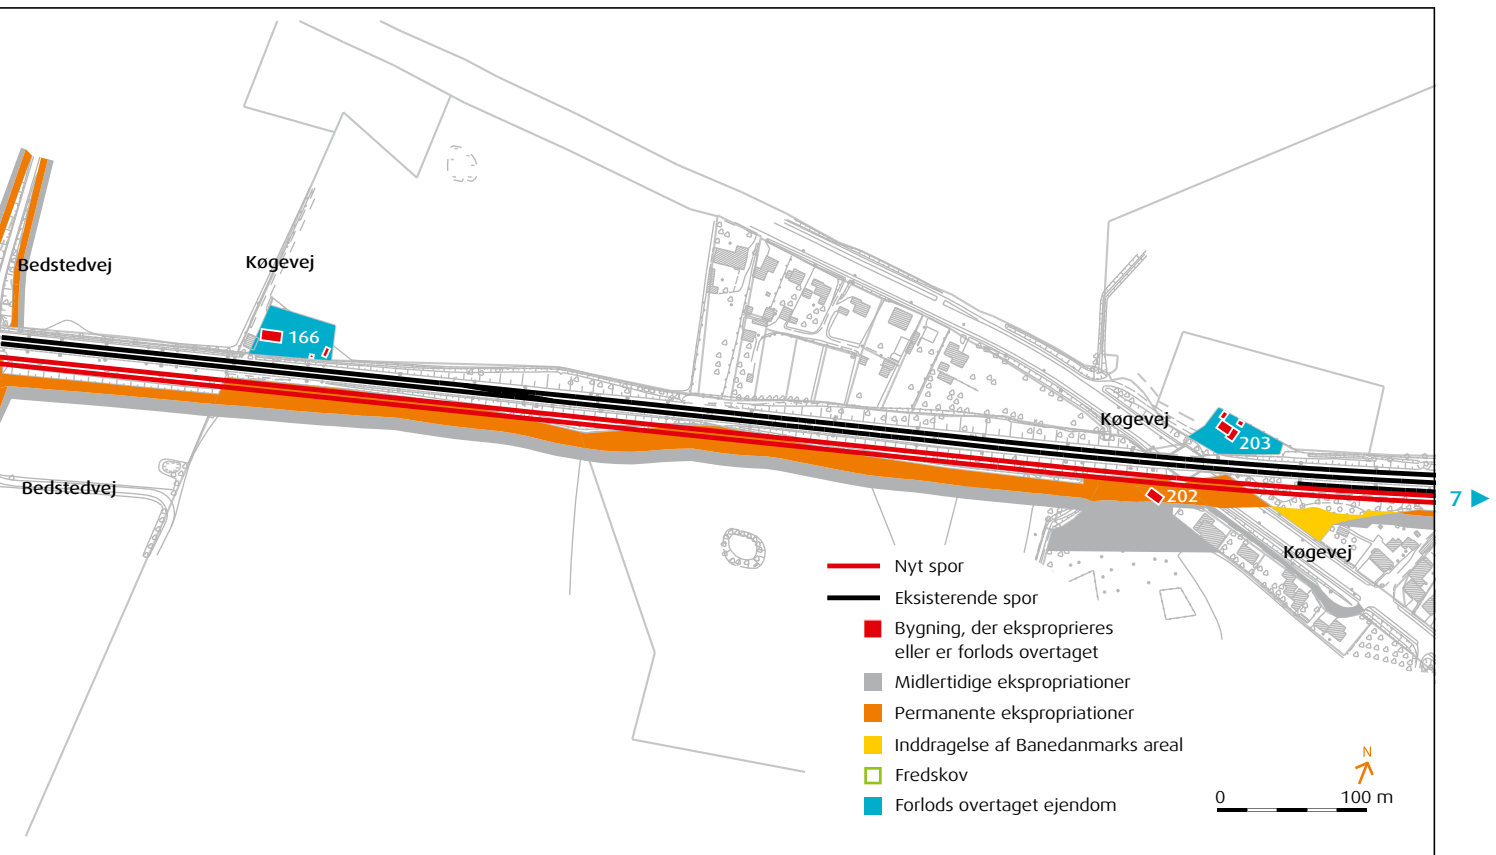 Bedstedvej
Køgevej
166
Køgevej
203
202
7
Bedstedvej
Køgevej
Nyt spor
Eksisterende spor
Bygning, der eksproprieres
eller er forlods overtaget
Midlertidige ekspropriationer
Permanente ekspropriationer
Inddragelse af Banedanmarks areal
Fredskov
Forlods overtaget ejendom
N
0 100 m